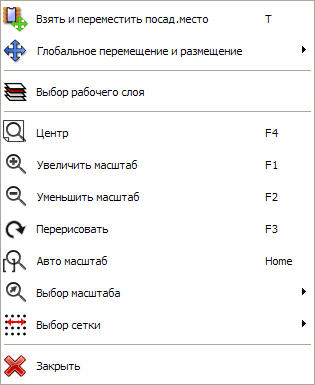 Взять и переместить посад.место T
Глобальное перемещение и размещение
Выбор рабочего слоя
Центр F4
Увеличить масштаб F1
Уменьшить масштаб F2
Перерисовать F3
Авто масштаб Home
Выбор масштаба
Выбор сетки
Закрыть